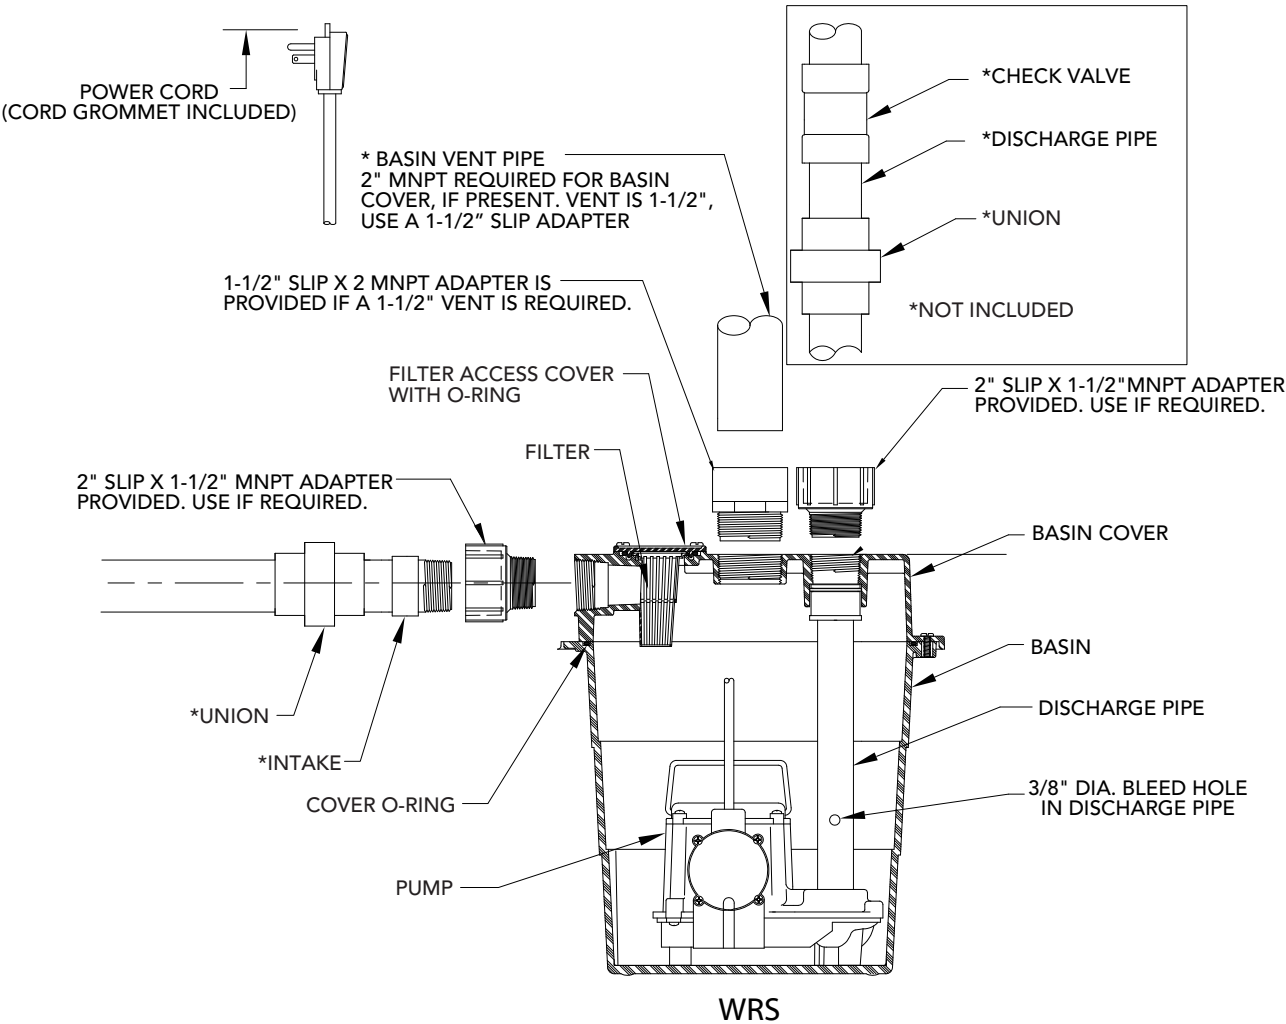 POWER CORD
(CORD GROMMET INCLUDED)
* BASIN VENT PIPE
2" MNPT REQUIRED FOR BASIN
COVER, IF PRESENT. VENT IS 1-1/2",
USE A 1-1/2” SLIP ADAPTER
*CHECK VALVE
*DISCHARGE PIPE
*UNION
*NOT INCLUDED
1-1/2" SLIP X 2 MNPT ADAPTER IS
PROVIDED IF A 1-1/2" VENT IS REQUIRED.
FILTER ACCESS COVER
WITH O-RING
2" SLIP X 1-1/2"MNPT ADAPTER
PROVIDED. USE IF REQUIRED.
FILTER
2" SLIP X 1-1/2" MNPT ADAPTER
PROVIDED. USE IF REQUIRED.
BASIN COVER
BASIN
*UNION
DISCHARGE PIPE
*INTAKE
COVER O-RING
3/8" DIA. BLEED HOLE
IN DISCHARGE PIPE
PUMP
WRS